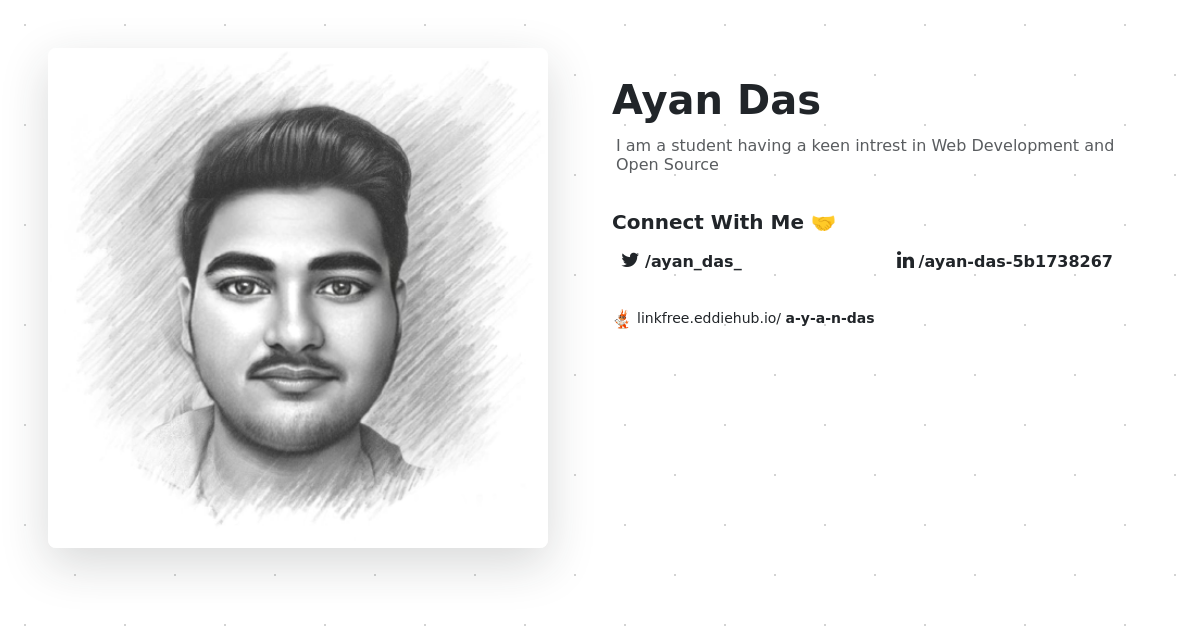 Ayan Das
I am a student having a keen intrest in Web Development and
Open Source
Connect With Me 🤝
/ayan_das_
/ayan-das-5b1738267
linkfree.eddiehub.io/ a-y-a-n-das